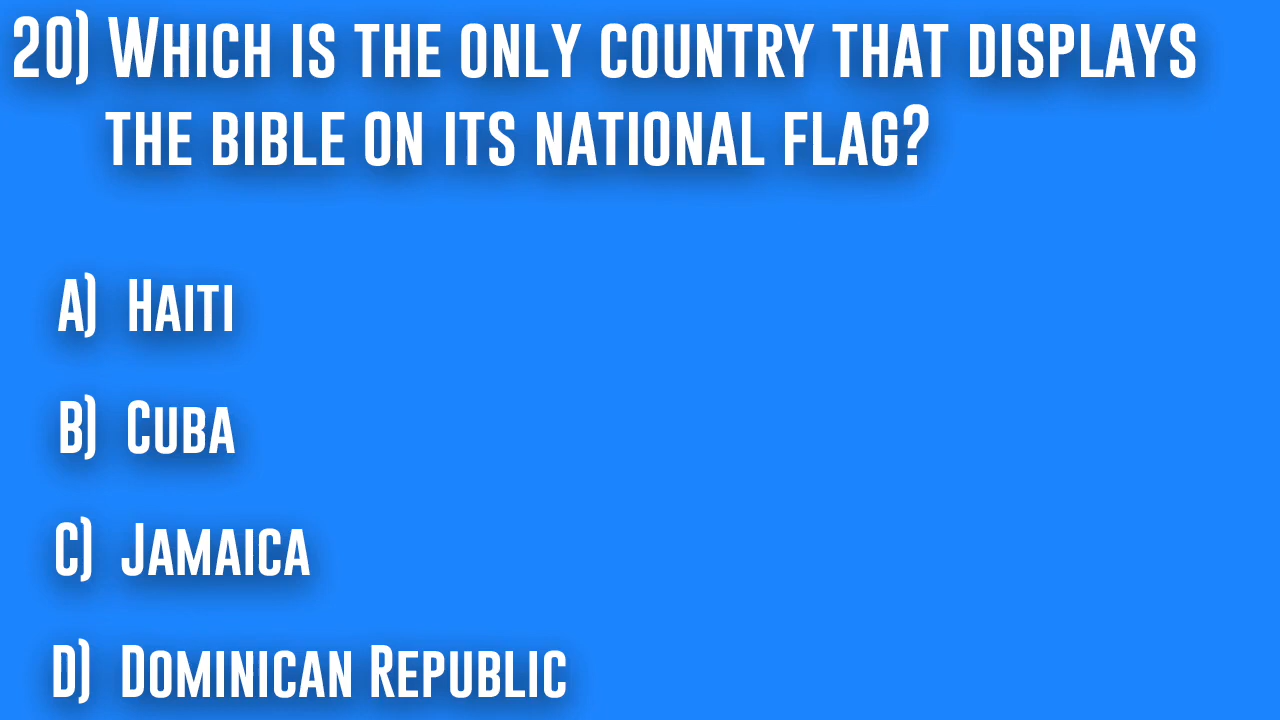 20) Which is the only country that displays
the bible on its national flag?
A) Haiti
B) Cuba
C) Jamaica
D) Dominican Republic